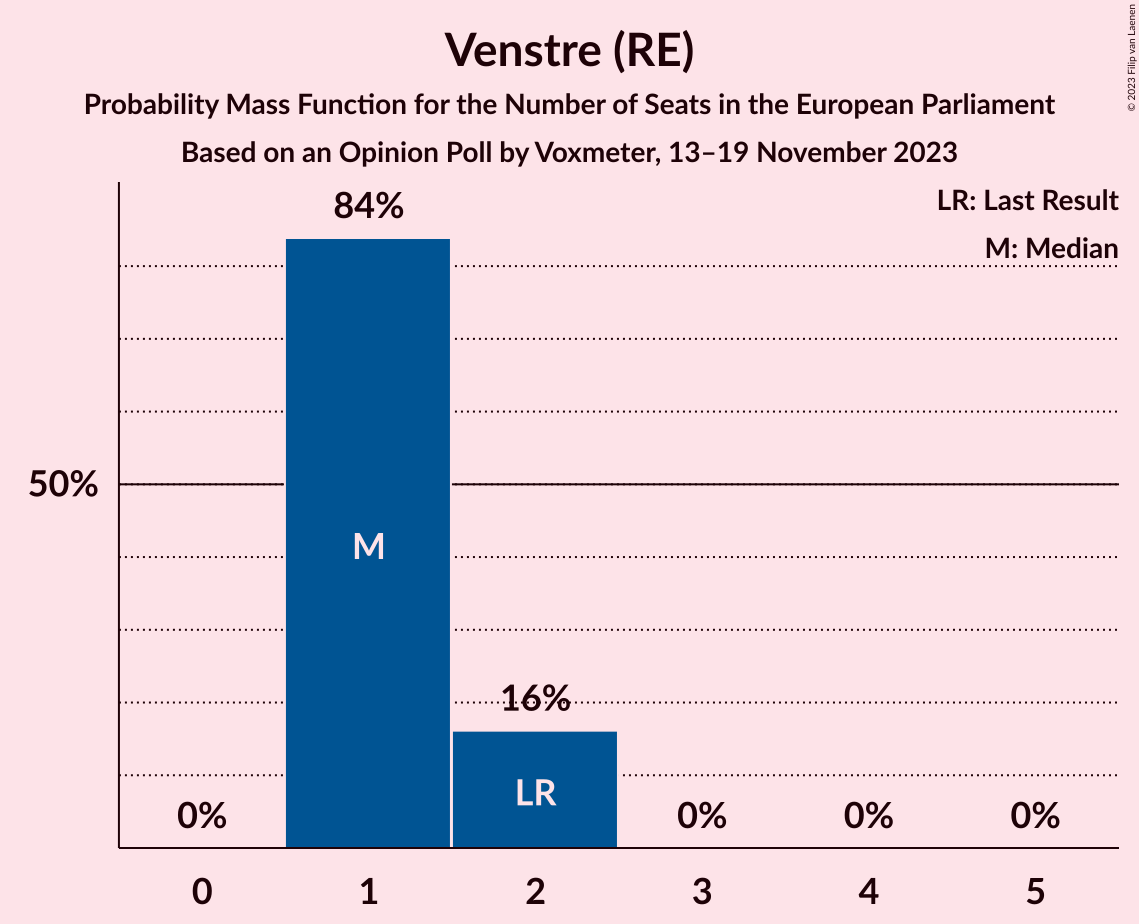 Venstre (RE)
Probability Mass Function for the Number of Seats in the European Parliament
Based on an Opinion Poll by Voxmeter, 13–19 November 2023
© 2023 Filip van Laenen
LR: Last Result
M: Median
84%
50%
M
16%
LR
0%
0%
0%
0%
0
1
2
3
4
5